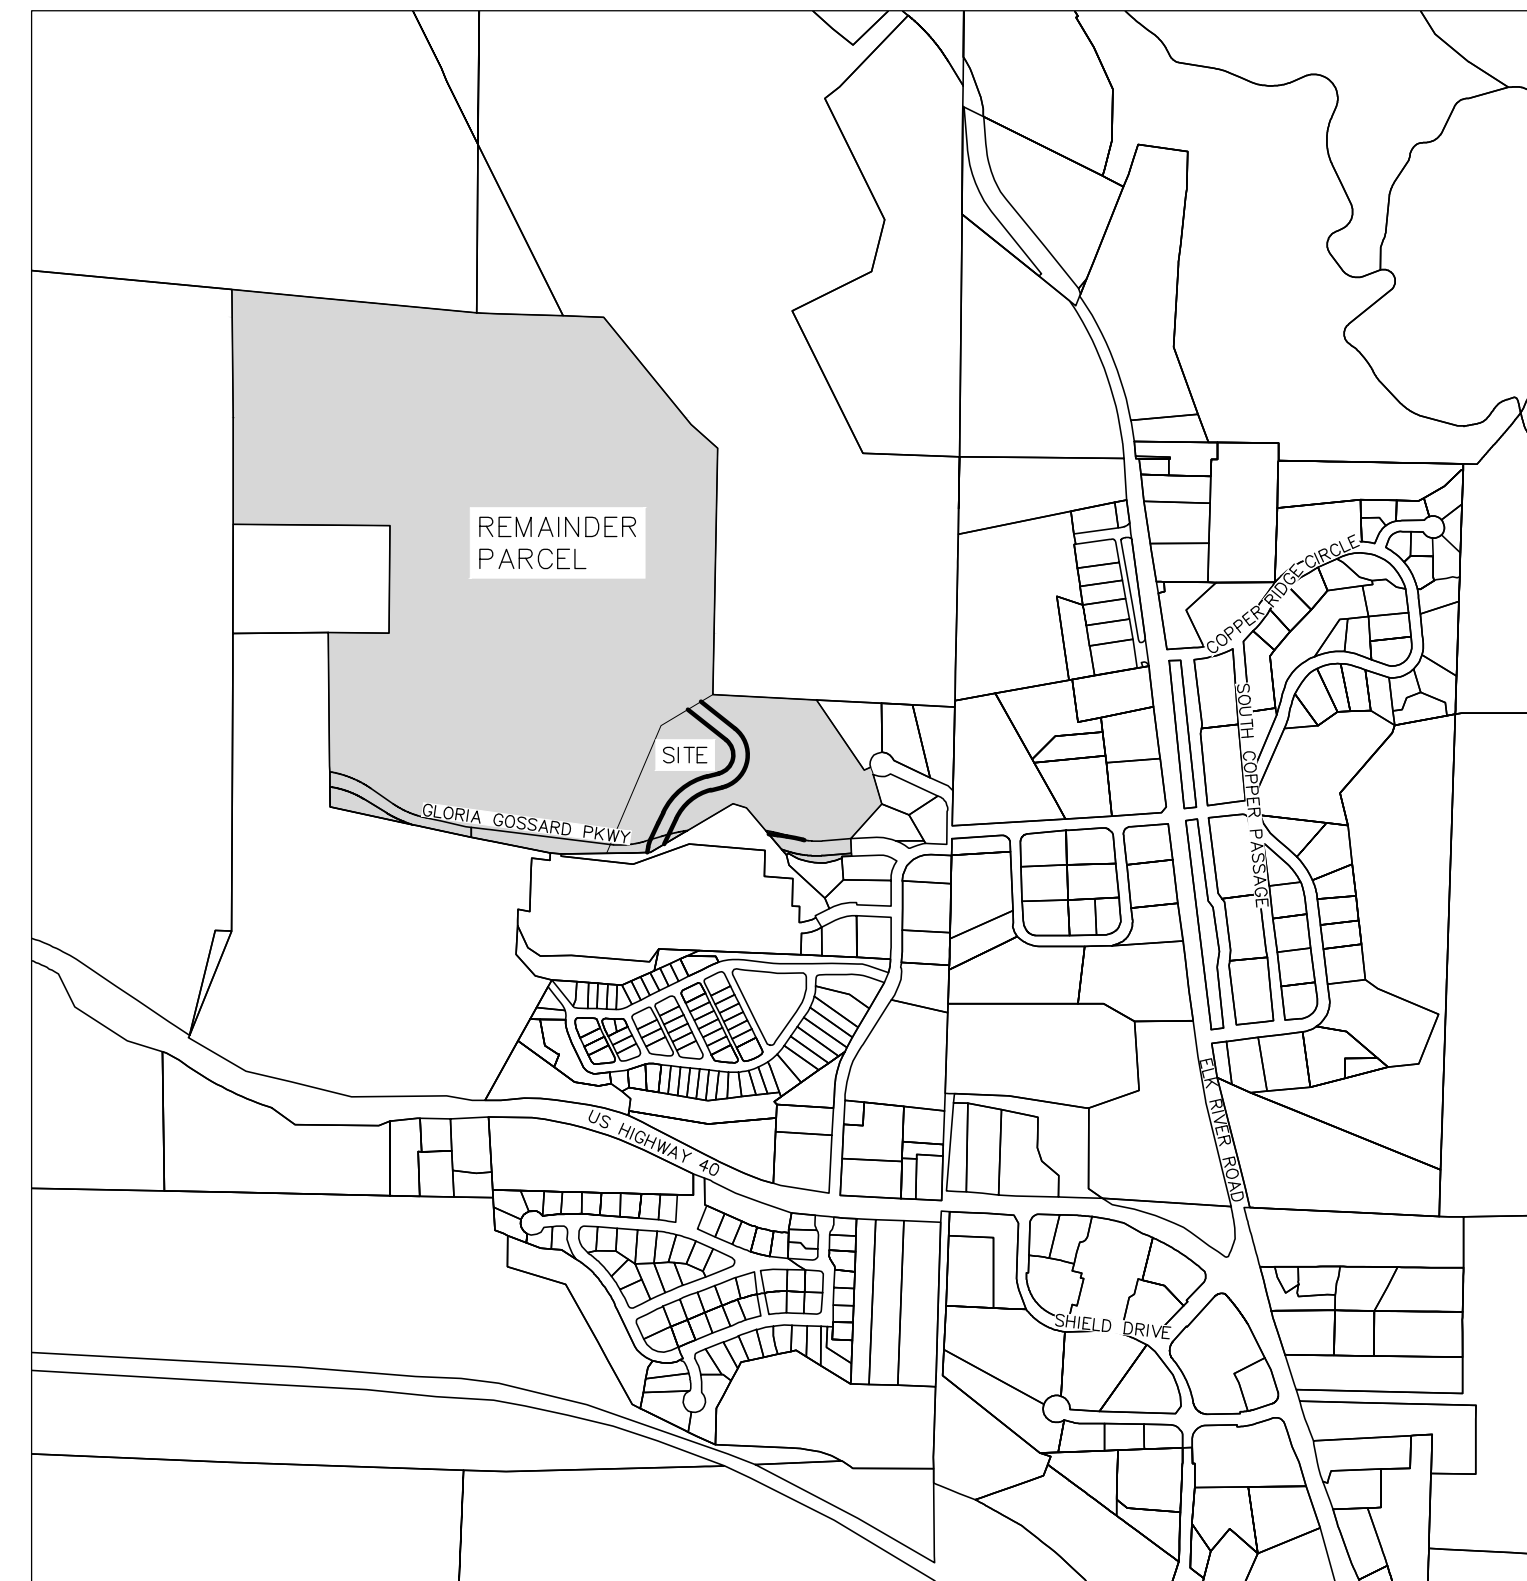 REMAINDER
PARCEL
COPPER RIDGE CIRCLE
SOUTH COPPER PASSAGE
SITE
GLORIA GOSSARD PKWY
US HIGHWAY 40
ELK RIVER ROAD
SHIELD DRIVE